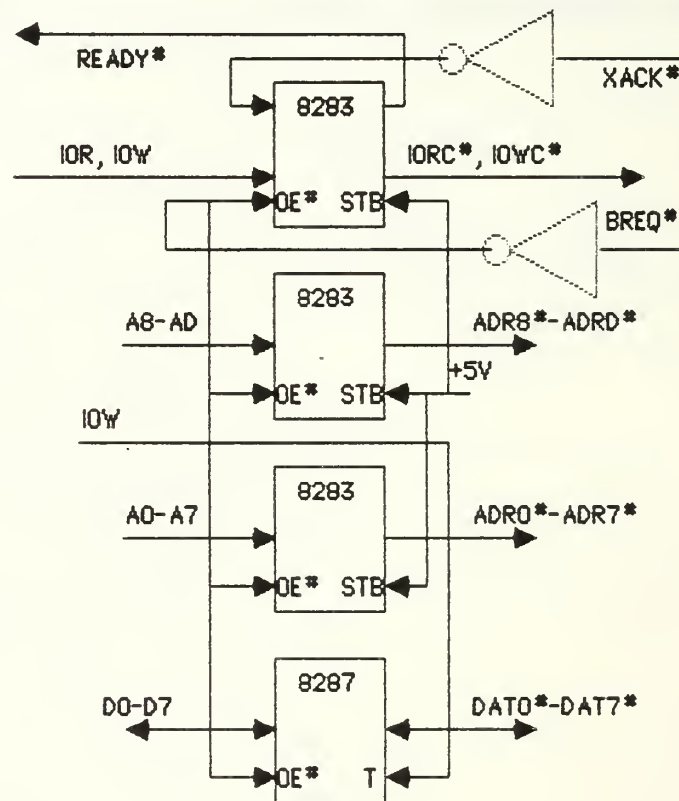 READY*
XACK*
8283
IOR, IOW
IORC*, IOWC*
OE* STB
BREQ*
8283
A8-AD
ADR8*-ADRD*
+5V
OE* STB
IOW
8283
A0-A7
ADR0*-ADR7*
OE* STB
8287
D0-D7
DAT0*-DAT7*
OE* T